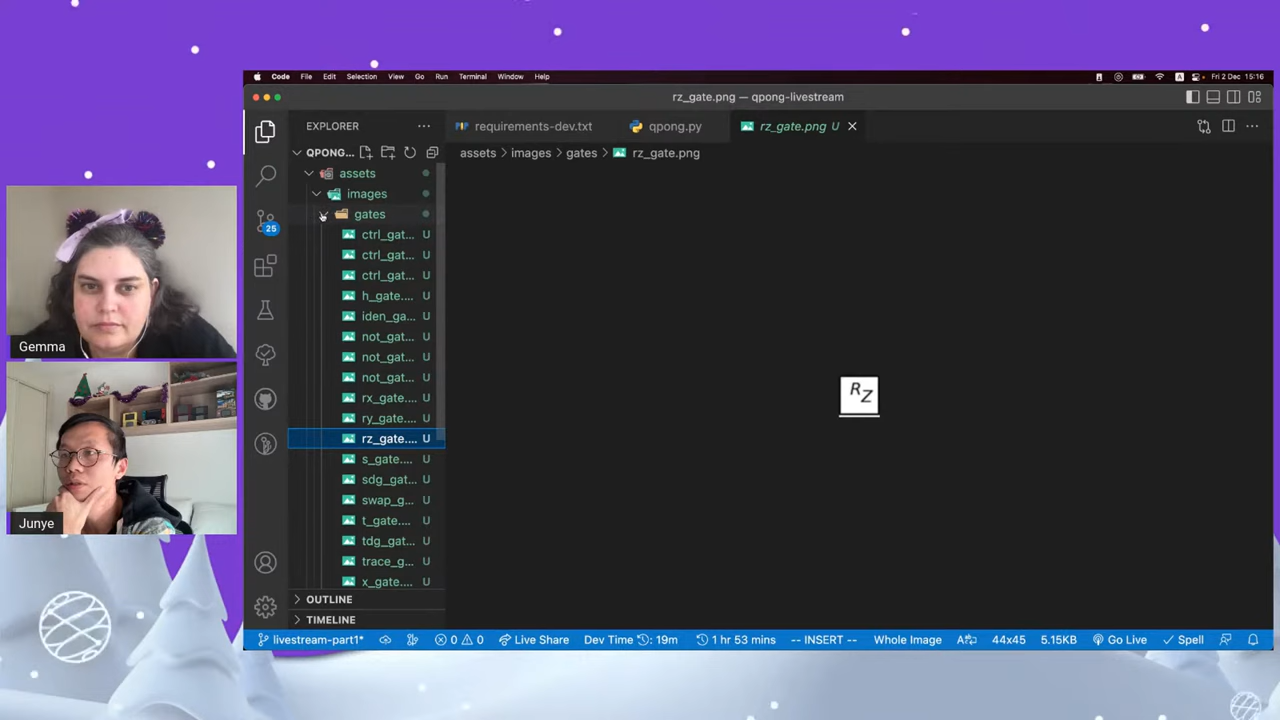 Code File Edit Selection View Go Run Terminal Window Help
A Fri 2 Dec 15:16
rz_gate.png — qpong-livestream
EXPLORER
requirements-dev.txt
qpong.py
rz_gate.png U
QPONG...
assets > images > gates > rz_gate.png
assets
images
gates
25
ctrl_gat... U
ctrl_gat... U
ctrl_gat... U
h_gate.... U
iden_ga... U
not_gat... U
not_gat... U
not_gat... U
rx_gate.... U
ry_gate.... U
rz_gate.... U
s_gate.... U
sdg_gat... U
swap_g... U
t_gate.... U
tdg_gat... U
trace_g... U
x_gate.... U
RZ
Gemma
Junye
OUTLINE
TIMELINE
livestream-part1* 0 0 Live Share Dev Time: 19m 1 hr 53 mins -- INSERT -- Whole Image 44x45 5.15KB Go Live Spell